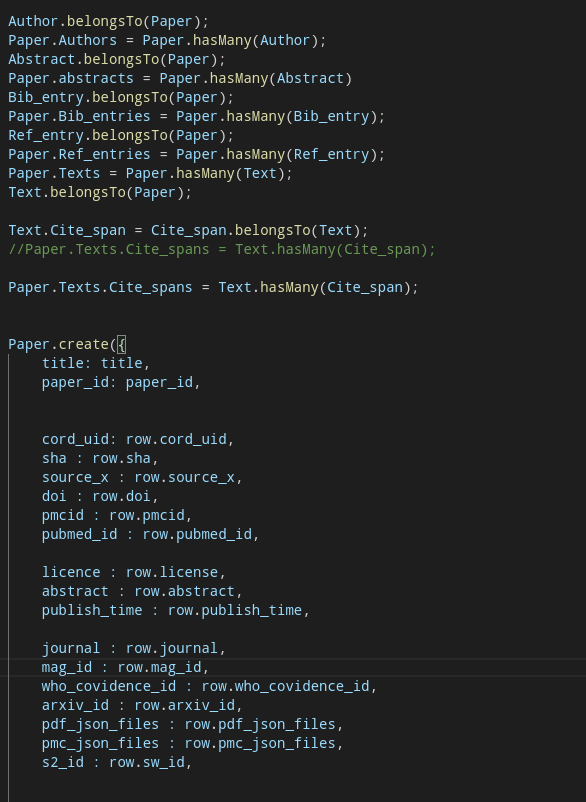 Author.belongsTo(Paper);
Paper.Authors = Paper.hasMany(Author);
Abstract.belongsTo(Paper);
Paper.abstracts = Paper.hasMany(Abstract)
Bib_entry.belongsTo(Paper);
Paper.Bib_entries = Paper.hasMany(Bib_entry);
Ref_entry.belongsTo(Paper);
Paper.Ref_entries = Paper.hasMany(Ref_entry);
Paper.Texts = Paper.hasMany(Text);
Text.belongsTo(Paper);
Text.Cite_span = Cite_span.belongsTo(Text);
//Paper.Texts.Cite_spans = Text.hasMany(Cite_span);
Paper.Texts.Cite_spans = Text.hasMany(Cite_span);
Paper.create({
    title: title,
    paper_id: paper_id,
    cord_uid: row.cord_uid,
    sha : row.sha,
    source_x : row.source_x,
    doi : row.doi,
    pmcid : row.pmcid,
    pubmed_id : row.pubmed_id,
    licence : row.license,
    abstract : row.abstract,
    publish_time : row.publish_time,
    journal : row.journal,
    mag_id : row.mag_id,
    who_covidence_id : row.who_covidence_id,
    arxiv_id : row.arxiv_id,
    pdf_json_files : row.pdf_json_files,
    pmc_json_files : row.pmc_json_files,
    s2_id : row.sw_id,